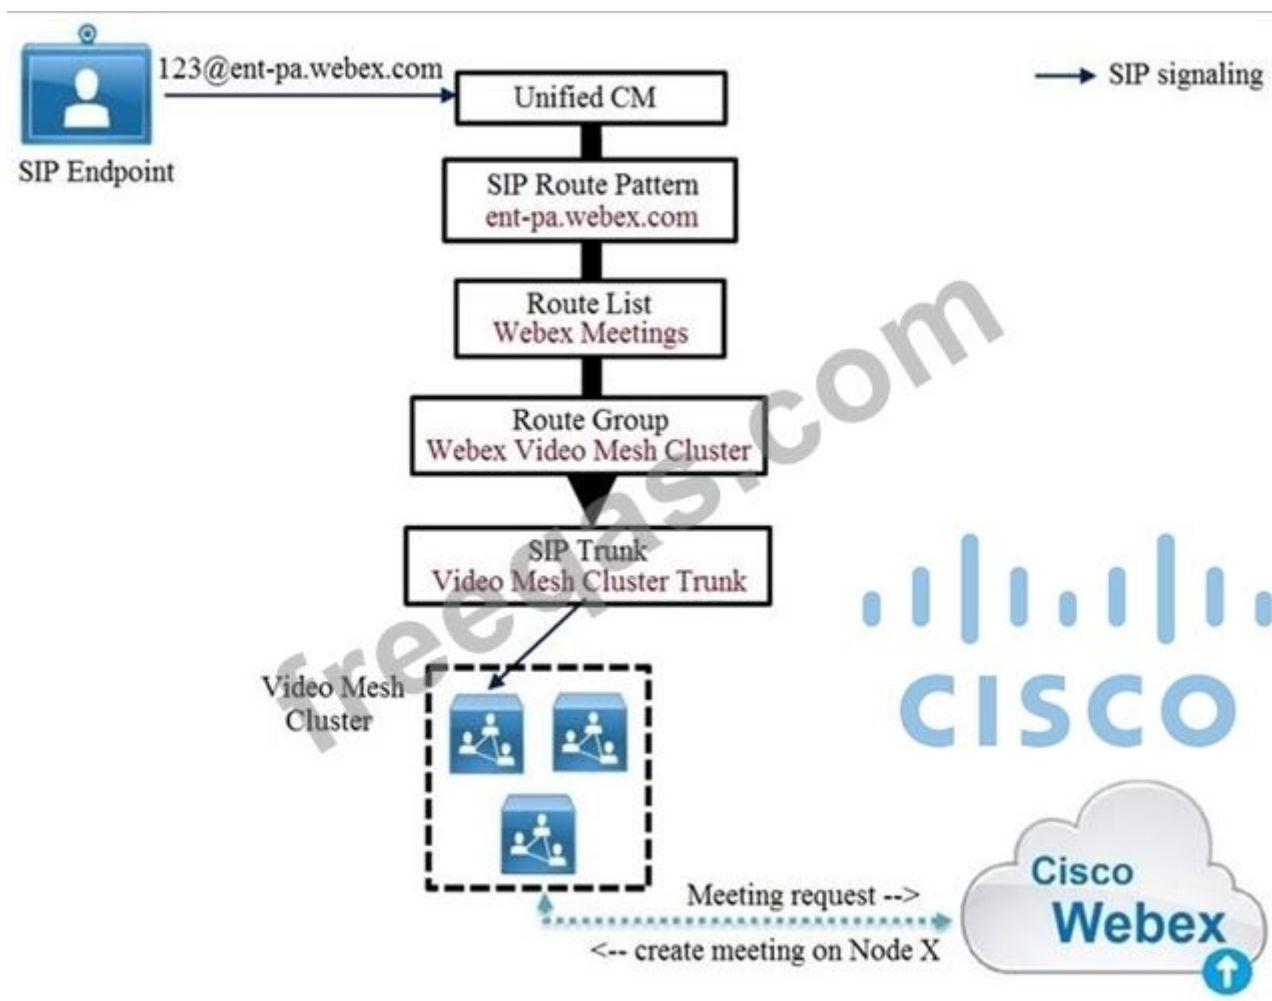 123@ent-pa.webex.com
SIP signaling
SIP Endpoint
Unified CM
SIP Route Pattern
ent-pa.webex.com
Route List
Webex Meetings
Route Group
Webex Video Mesh Cluster
SIP Trunk
Video Mesh Cluster Trunk
Video Mesh
Cluster
freeqas.com
CISCO
Meeting request -->
<-- create meeting on Node X
Cisco
Webex